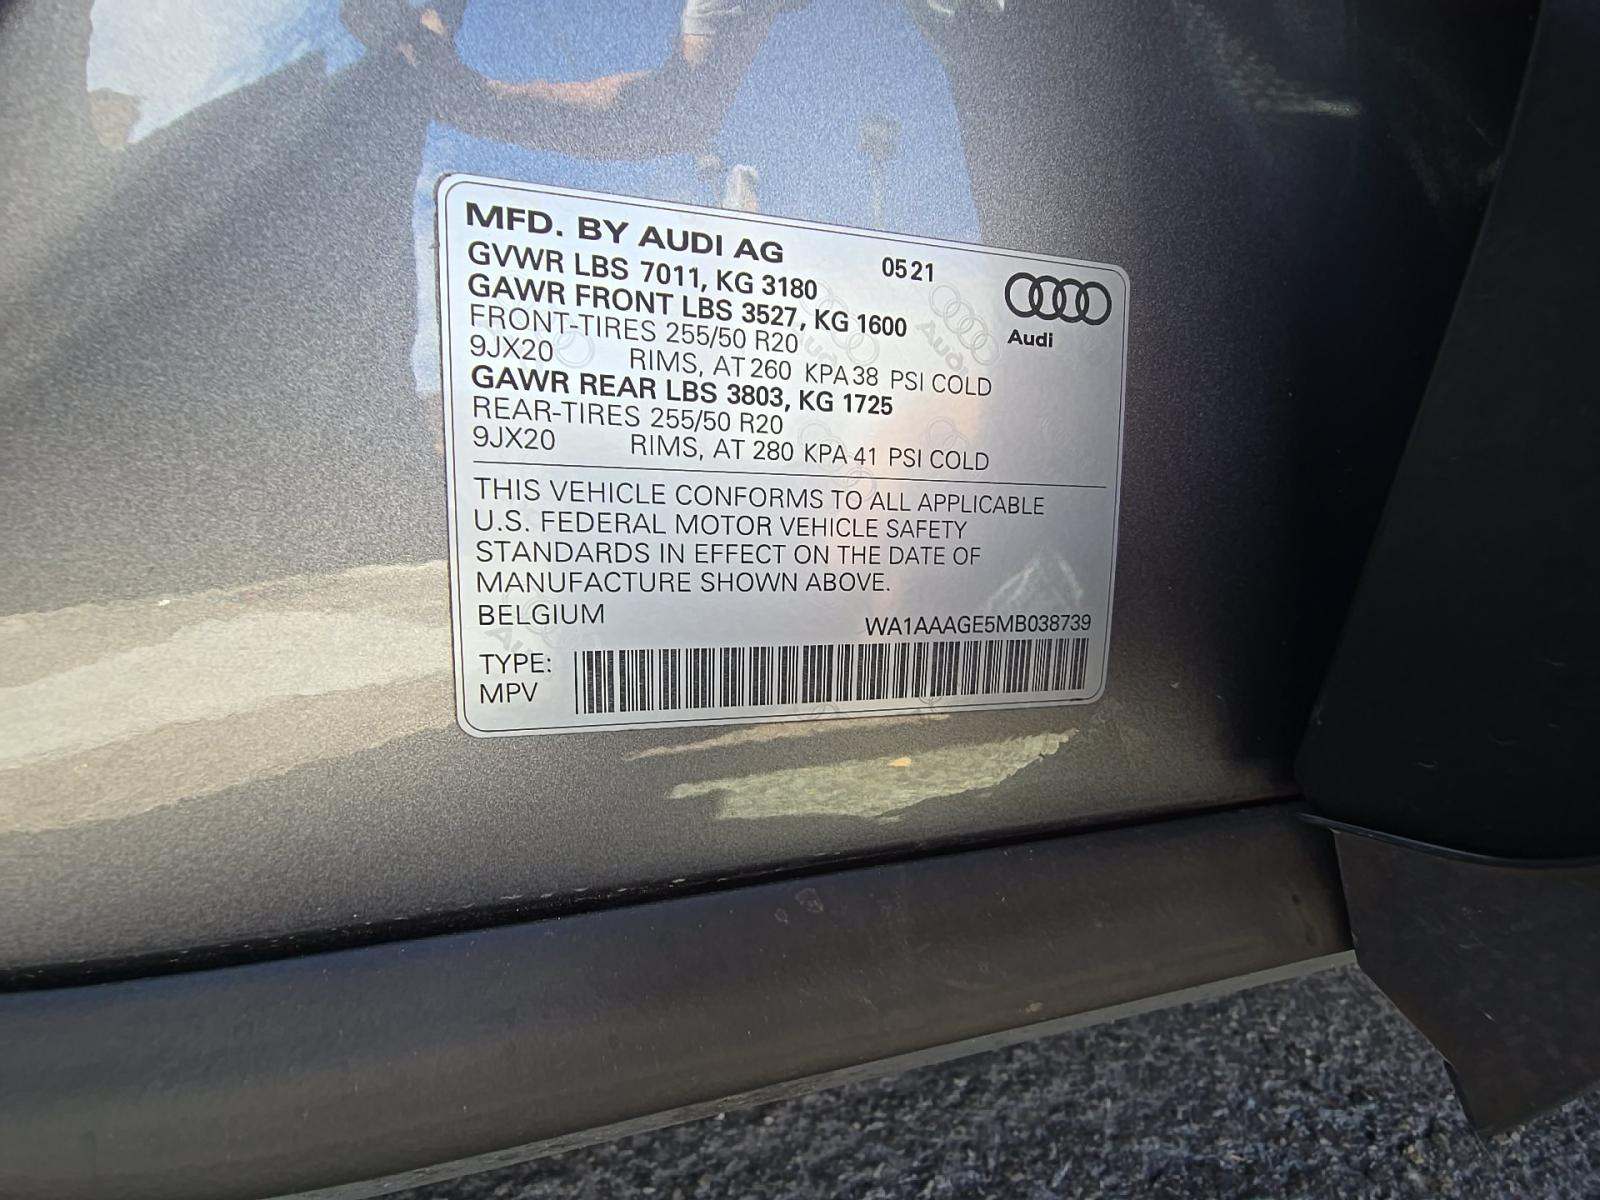 MFD. BY AUDI AG 0521
GVWR LBS 7011, KG 3180
GAWR FRONT LBS 3527, KG 1600
FRONT-TIRES 255/50 R20
9JX20 RIMS, AT 260 KPA 38 PSI COLD
GAWR REAR LBS 3803, KG 1725
REAR-TIRES 255/50 R20
9JX20 RIMS, AT 280 KPA 41 PSI COLD
Audi
THIS VEHICLE CONFORMS TO ALL APPLICABLE
U.S. FEDERAL MOTOR VEHICLE SAFETY
STANDARDS IN EFFECT ON THE DATE OF
MANUFACTURE SHOWN ABOVE.
BELGIUM WA1AAAGE5MB038739
TYPE:
MPV